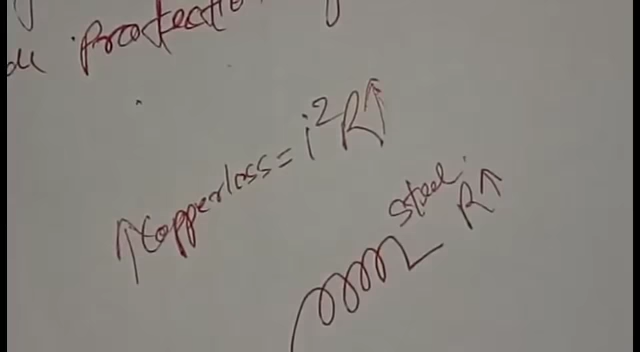 Protection
↑Copperloss = i²R↑
Steel
R↑